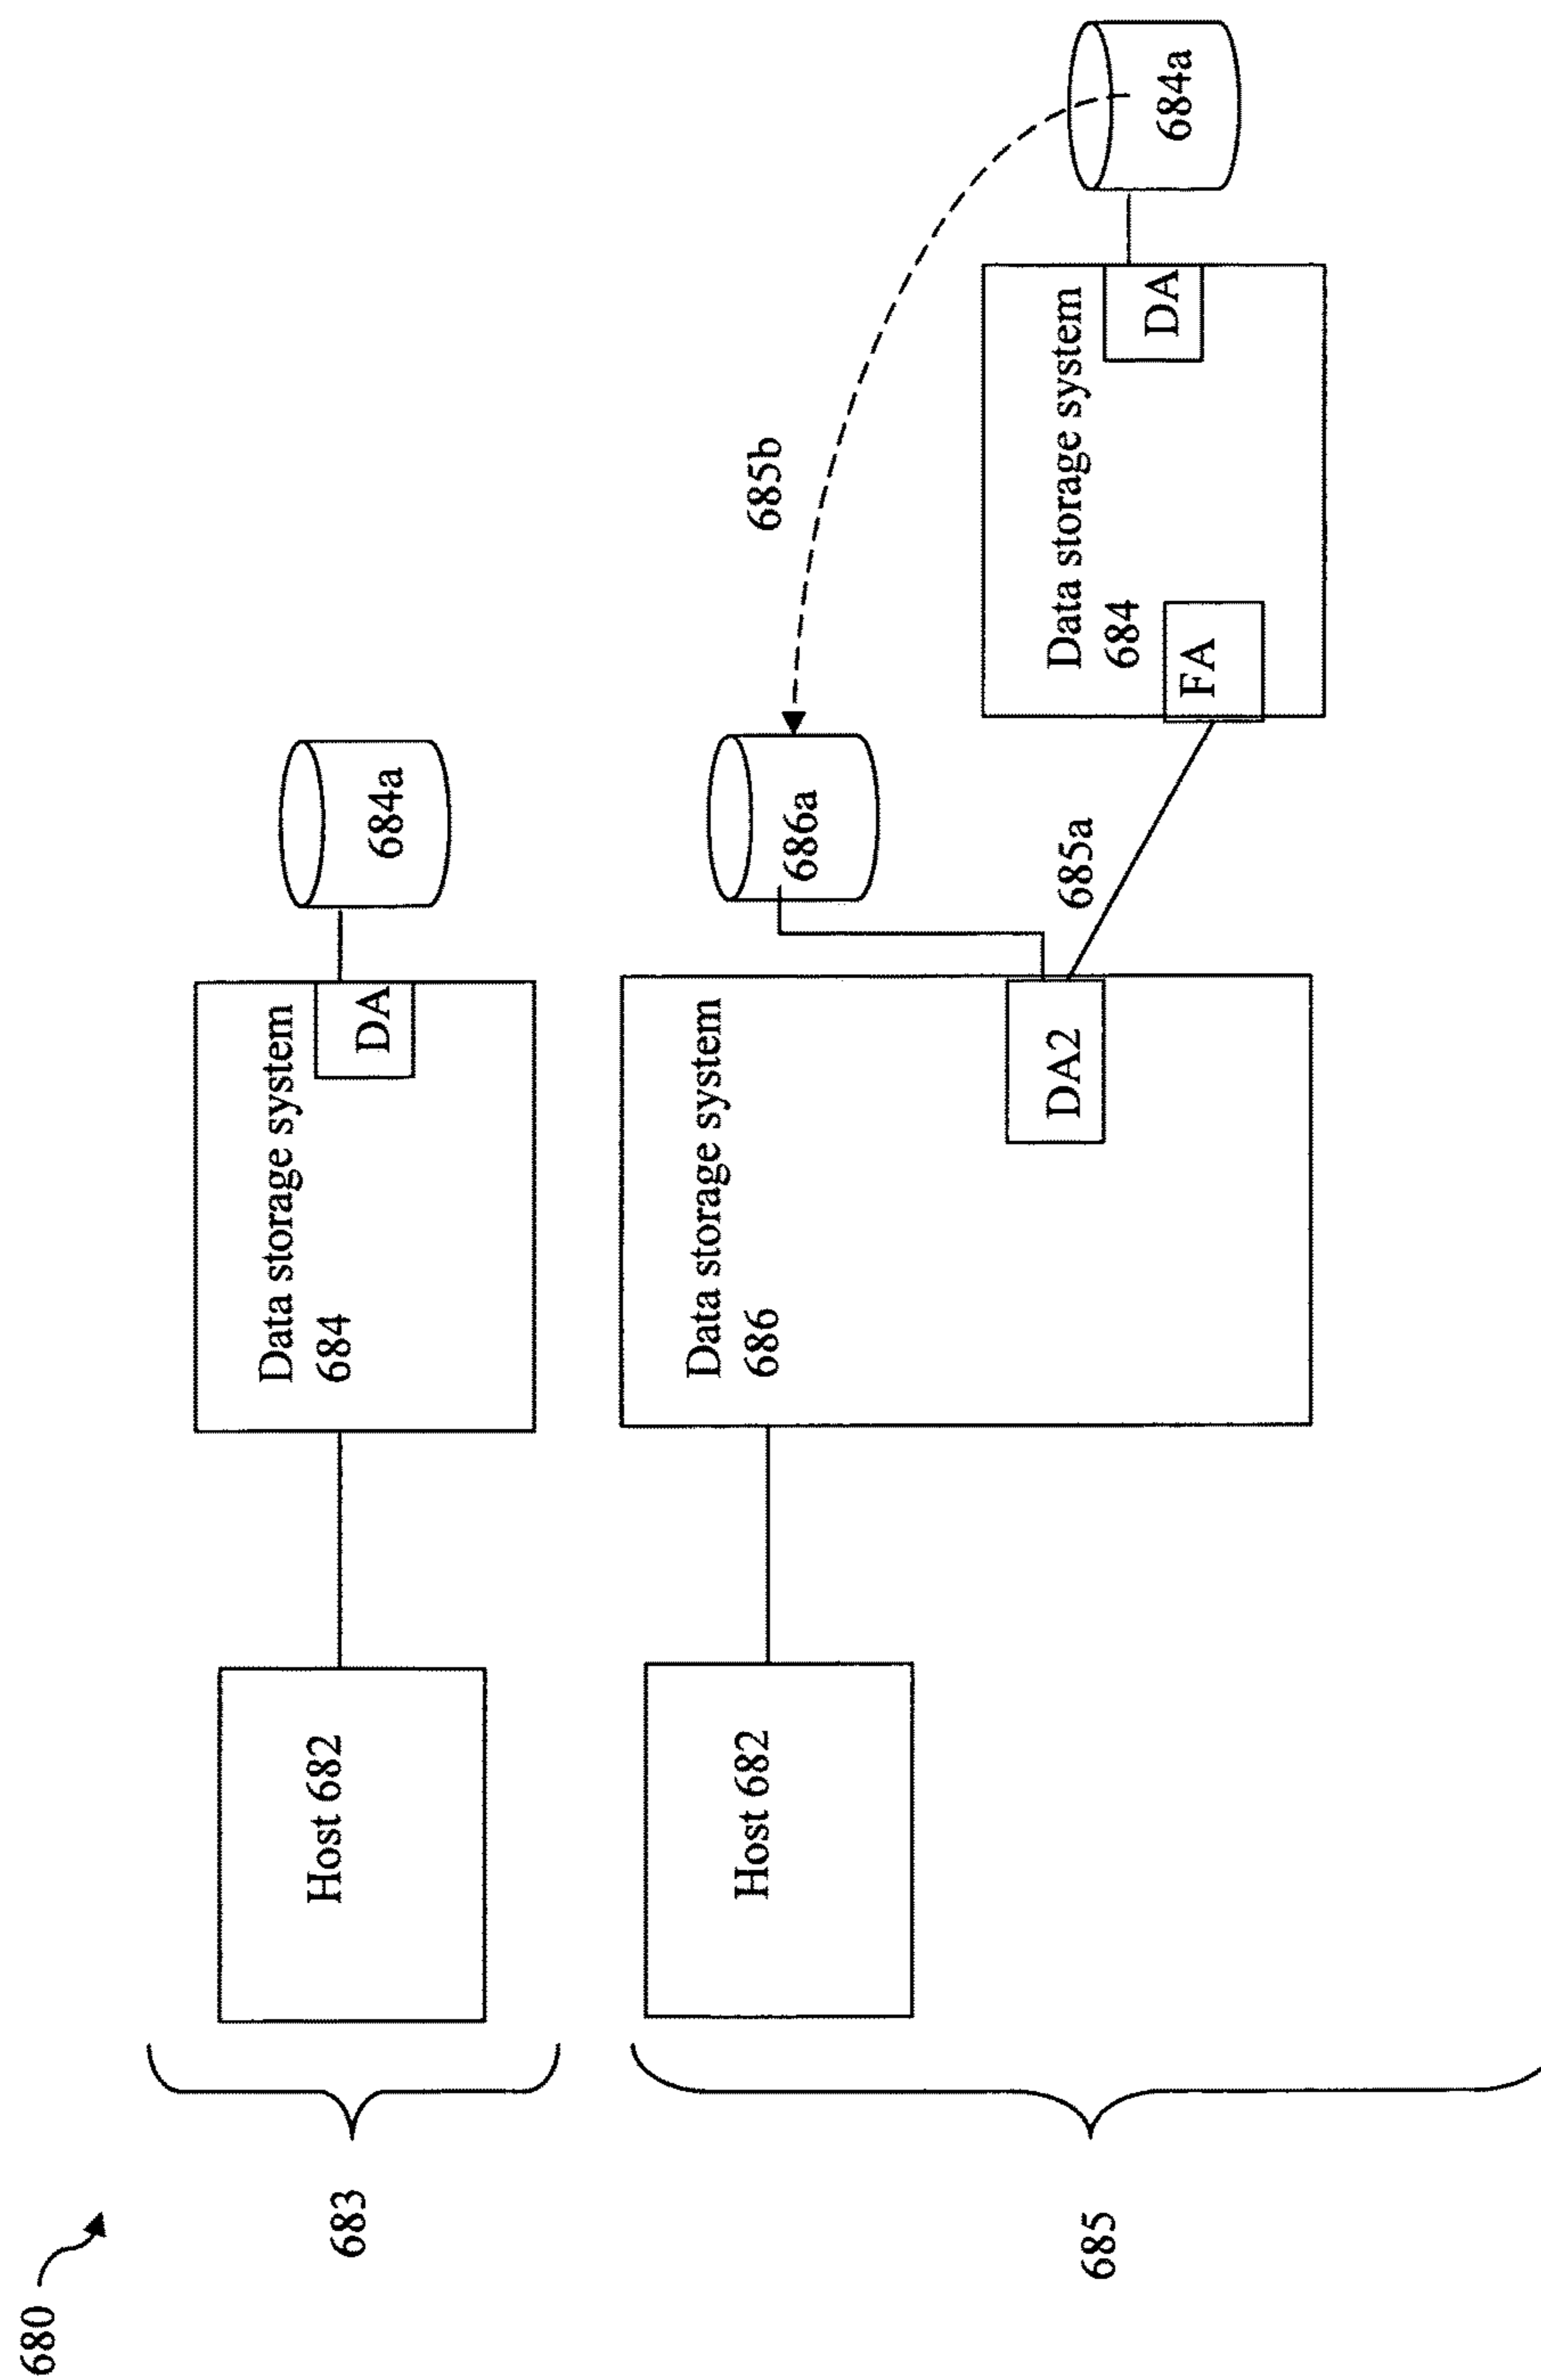 680
683
Host 682
Data storage system
684
DA
684a
685
Host 682
Data storage system
686
DA2
686a
685a
685b
Data storage system
684
FA
DA
684a